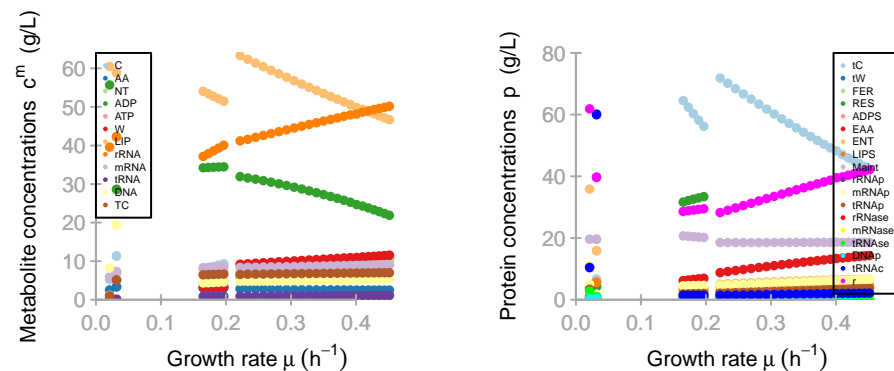 Metabolite concentrations cᵐ (g/L)
60
50
40
30
20
10
0
0.0
0.1
0.2
0.3
0.4
Growth rate μ (h⁻¹)
C
AA
NT
ADP
ATP
W
LIP
rRNA
mRNA
tRNA
DNA
TC
Protein concentrations p (g/L)
80
60
40
20
0
0.0
0.1
0.2
0.3
0.4
Growth rate μ (h⁻¹)
tC
tW
FER
RES
ADPS
EAA
ENT
LIPS
Maint
rRNAp
mRNAp
tRNAp
rRNase
mRNase
tRNAse
DNAp
tRNAc
r